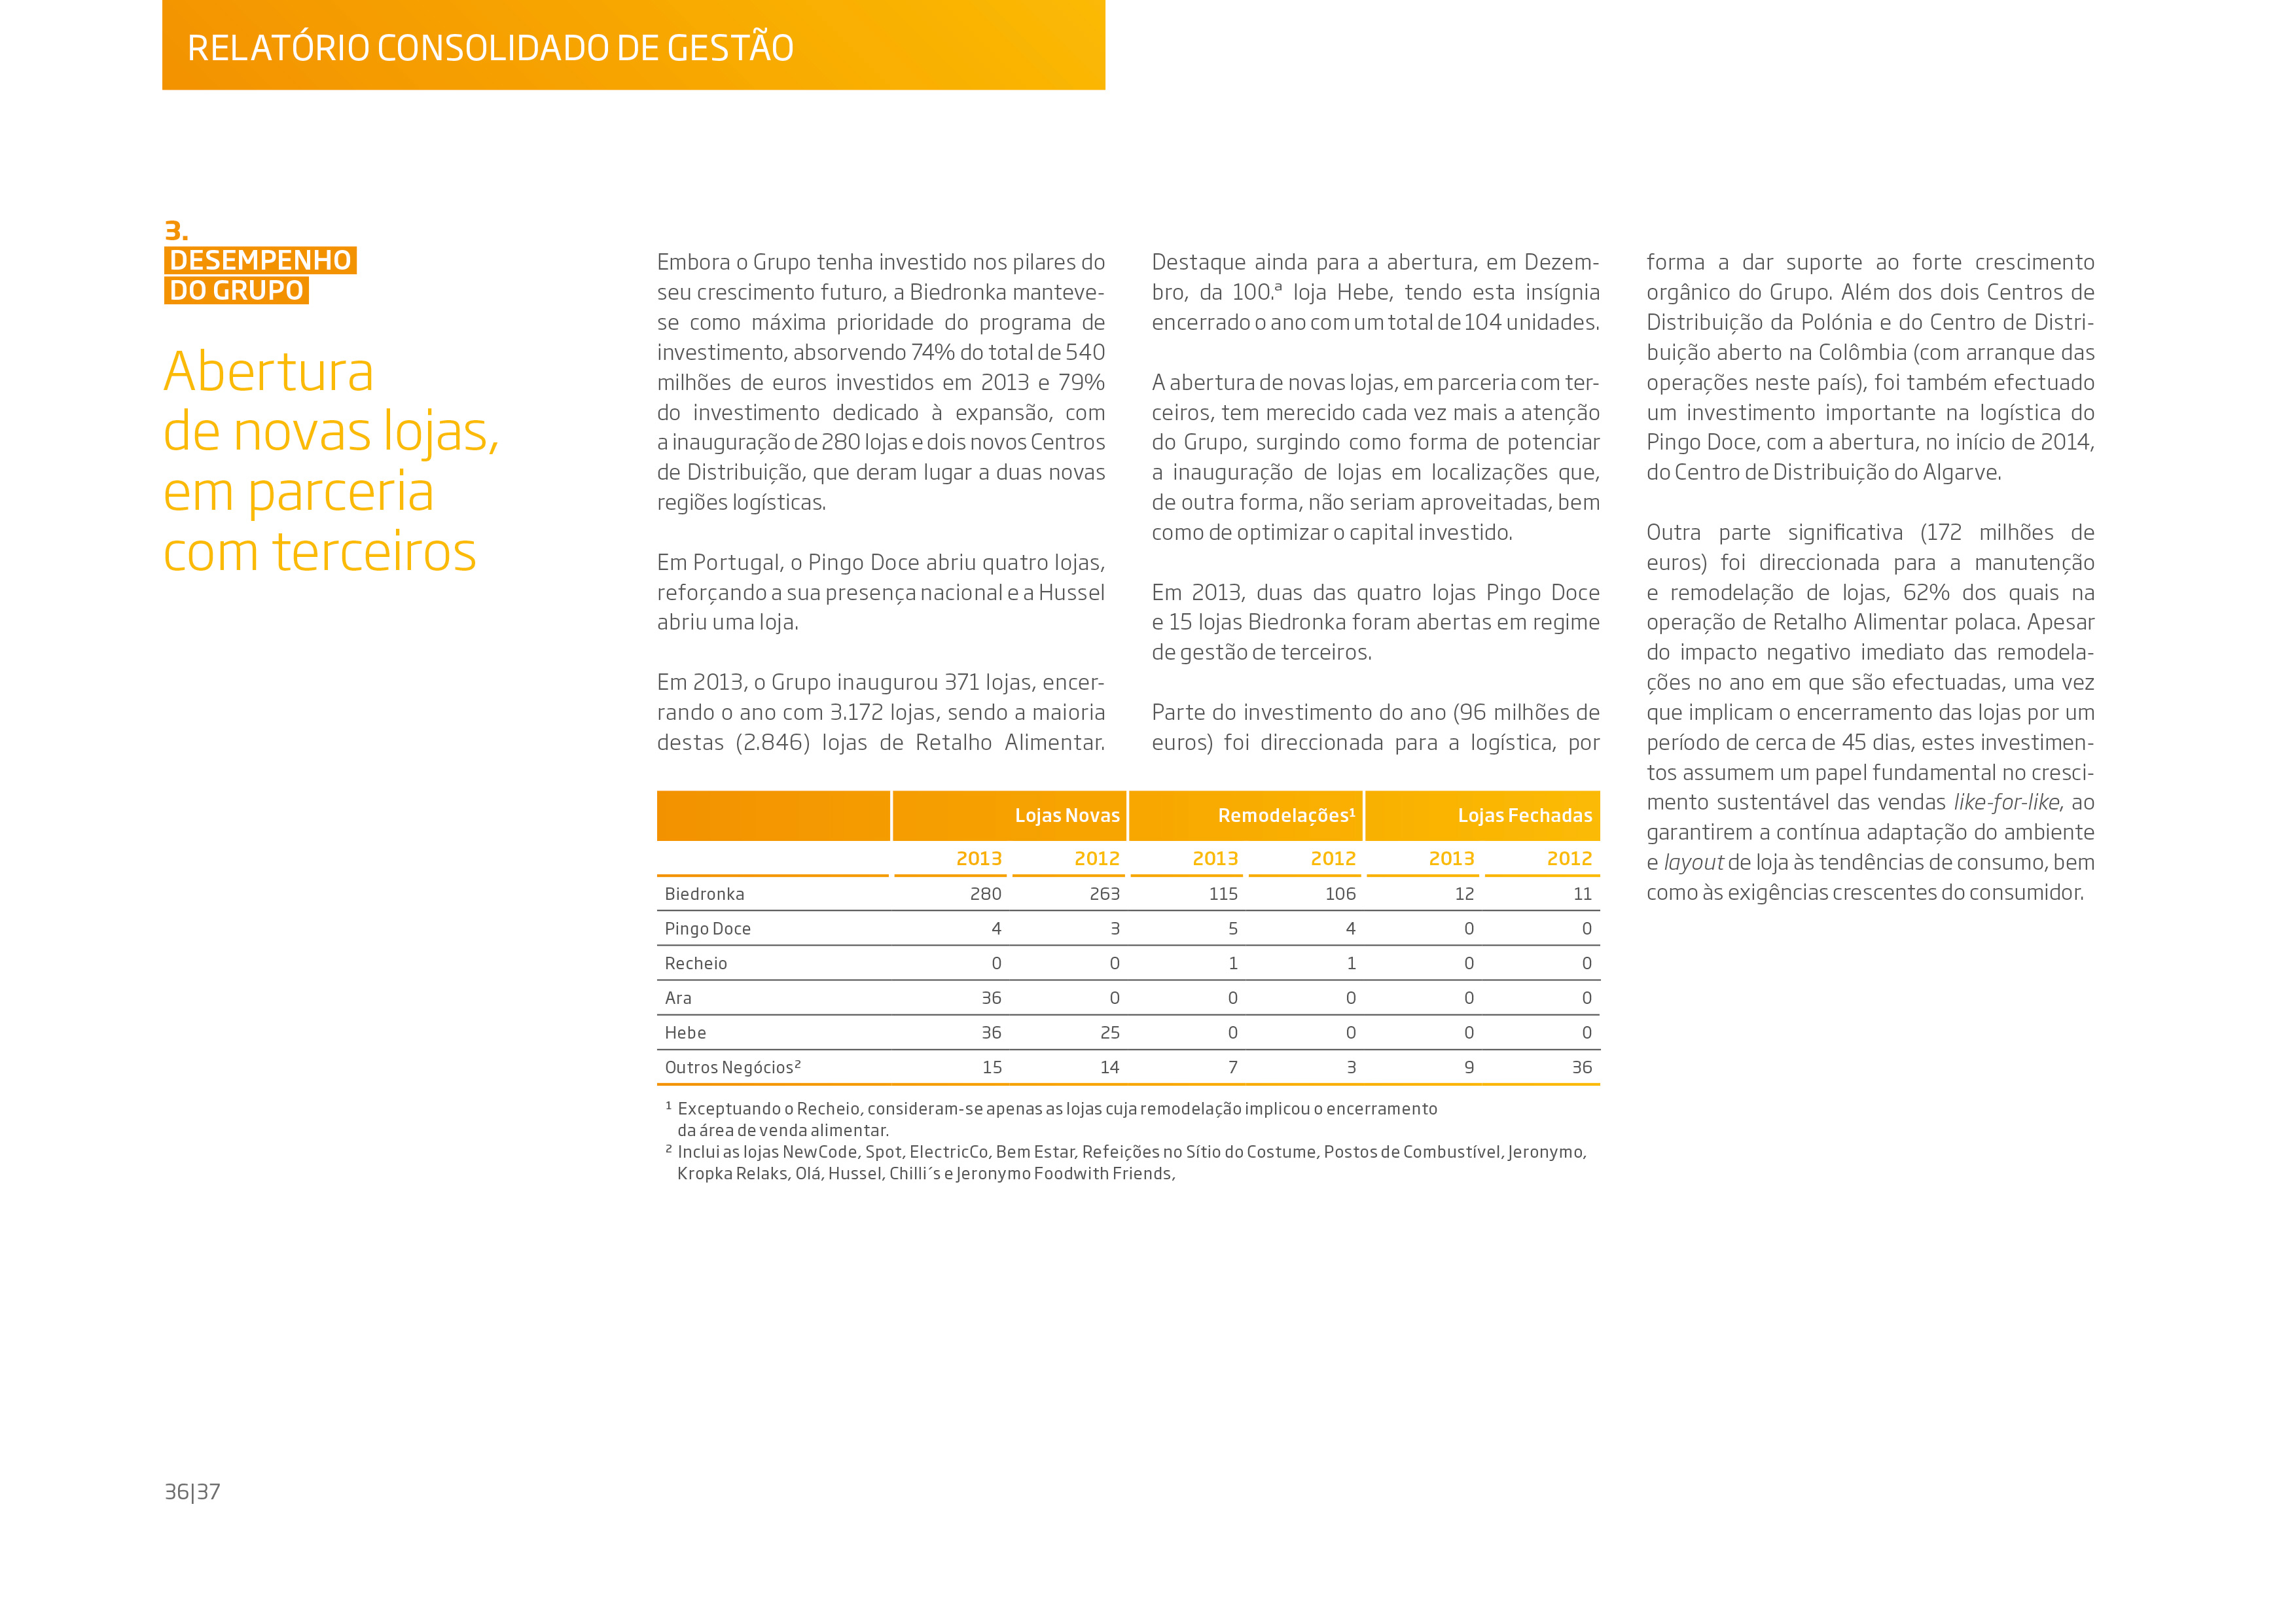 RELATÓRIO CONSOLIDADO DE GESTÃO
3.
DESEMPENHO
DO GRUPO
Abertura
de novas lojas,
em parceria
com terceiros
Embora o Grupo tenha investido nos pilares do
seu crescimento futuro, a Biedronka manteve-
se como máxima prioridade do programa de
investimento, absorvendo 74% do total de 540
milhões de euros investidos em 2013 e 79%
do investimento dedicado à expansão, com
a inauguração de 280 lojas e dois novos Centros
de Distribuição, que deram lugar a duas novas
regiões logísticas.
Em Portugal, o Pingo Doce abriu quatro lojas,
reforçando a sua presença nacional e a Hussel
abriu uma loja.
Em 2013, o Grupo inaugurou 371 lojas, encer-
rando o ano com 3.172 lojas, sendo a maioria
destas (2.846) lojas de Retalho Alimentar.
Destaque ainda para a abertura, em Dezem-
bro, da 100.ª loja Hebe, tendo esta insígnia
encerrado o ano com um total de 104 unidades.
A abertura de novas lojas, em parceria com ter-
ceiros, tem merecido cada vez mais a atenção
do Grupo, surgindo como forma de potenciar
a inauguração de lojas em localizações que,
de outra forma, não seriam aproveitadas, bem
como de optimizar o capital investido.
Em 2013, duas das quatro lojas Pingo Doce
e 15 lojas Biedronka foram abertas em regime
de gestão de terceiros.
Parte do investimento do ano (96 milhões de
euros) foi direccionada para a logística, por
forma a dar suporte ao forte crescimento
orgânico do Grupo. Além dos dois Centros de
Distribuição da Polónia e do Centro de Distri-
buição aberto na Colômbia (com arranque das
operações neste país), foi também efectuado
um investimento importante na logística do
Pingo Doce, com a abertura, no início de 2014,
do Centro de Distribuição do Algarve.
Outra parte significativa (172 milhões de
euros) foi direccionada para a manutenção
e remodelação de lojas, 62% dos quais na
operação de Retalho Alimentar polaca. Apesar
do impacto negativo imediato das remodela-
ções no ano em que são efectuadas, uma vez
que implicam o encerramento das lojas por um
período de cerca de 45 dias, estes investimen-
tos assumem um papel fundamental no cresci-
mento sustentável das vendas like-for-like, ao
garantirem a contínua adaptação do ambiente
e layout de loja às tendências de consumo, bem
como às exigências crescentes do consumidor.
Lojas Novas Remodelações¹ Lojas Fechadas
2013 2012 2013 2012 2013 2012
Biedronka 280 263 115 106 12 11
Pingo Doce 4 3 5 4 0 0
Recheio 0 0 1 1 0 0
Ara 36 0 0 0 0 0
Hebe 36 25 0 0 0 0
Outros Negócios² 15 14 7 3 9 36
¹ Exceptuando o Recheio, consideram-se apenas as lojas cuja remodelação implicou o encerramento
da área de venda alimentar.
² Inclui as lojas NewCode, Spot, ElectricCo, Bem Estar, Refeições no Sítio do Costume, Postos de Combustível, Jeronymo,
Kropka Relaks, Olá, Hussel, Chilli´s e Jeronymo Foodwith Friends,
36|37